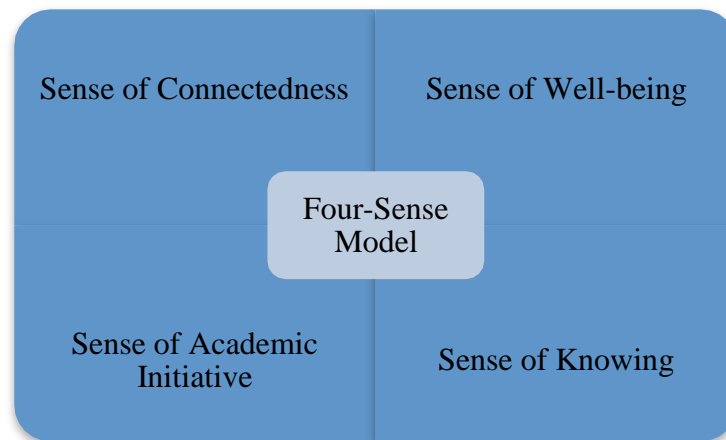 Sense of Connectedness
Sense of Well-being
Four-Sense
Model
Sense of Academic
Initiative
Sense of Knowing